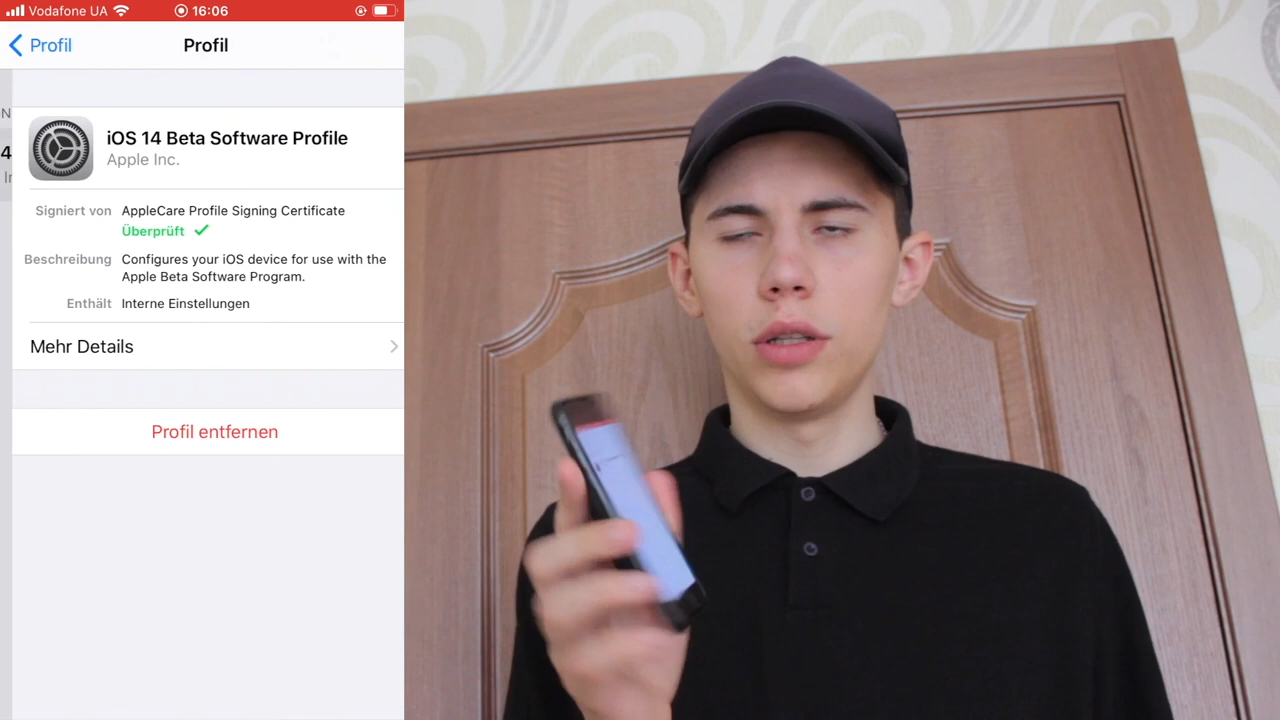 Vodafone UA 16:06
Profil Profil
N
iOS 14 Beta Software Profile
4
Apple Inc.
Signiert von AppleCare Profile Signing Certificate
Überprüft
Beschreibung Configures your iOS device for use with the
Apple Beta Software Program.
Enthält Interne Einstellungen
Mehr Details
Profil entfernen